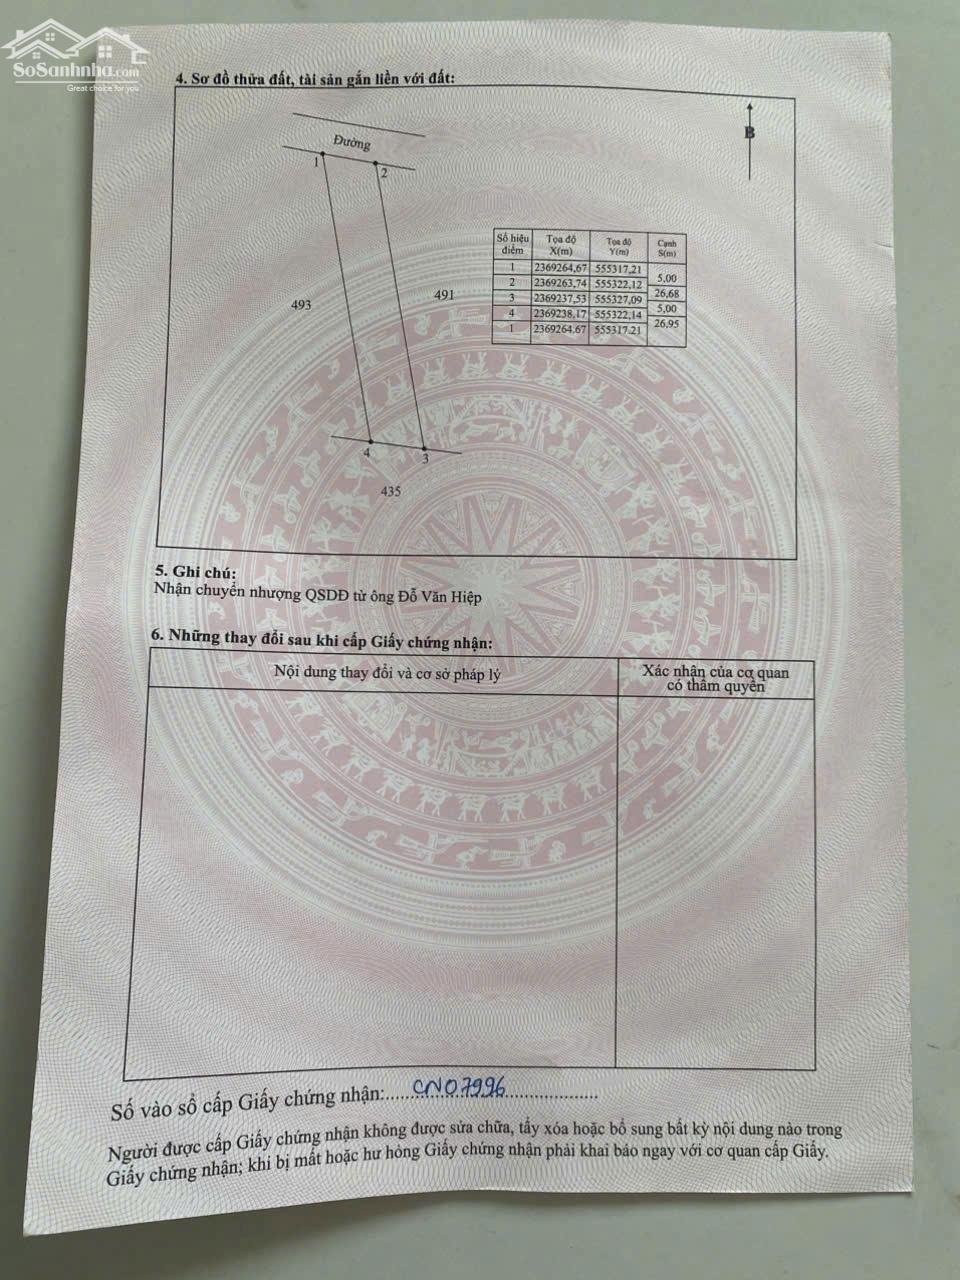 SoSanhnha.com
Great choice for you
4. Sơ đồ thửa đất, tài sản gắn liền với đất:
Đường
B
1
2
493
491
4
3
435
Số hiệu điểm | Tọa độ X(m) | Tọa độ Y(m) | Cạnh S(m)
1 | 2369264,67 | 555317,21
5,00
2 | 2369263,74 | 555322,12
26,68
3 | 2369237,53 | 555327,09
5,00
4 | 2369238,17 | 555322,14
26,95
1 | 2369264,67 | 555317,21
5. Ghi chú:
Nhận chuyển nhượng QSDĐ từ ông Đỗ Văn Hiệp
6. Những thay đổi sau khi cấp Giấy chứng nhận:
Nội dung thay đổi và cơ sở pháp lý
Xác nhận của cơ quan
có thẩm quyền
Số vào sổ cấp Giấy chứng nhận:....CN07996....
Người được cấp Giấy chứng nhận không được sửa chữa, tẩy xóa hoặc bổ sung bất kỳ nội dung nào trong
Giấy chứng nhận; khi bị mất hoặc hư hỏng Giấy chứng nhận phải khai báo ngay với cơ quan cấp Giấy.